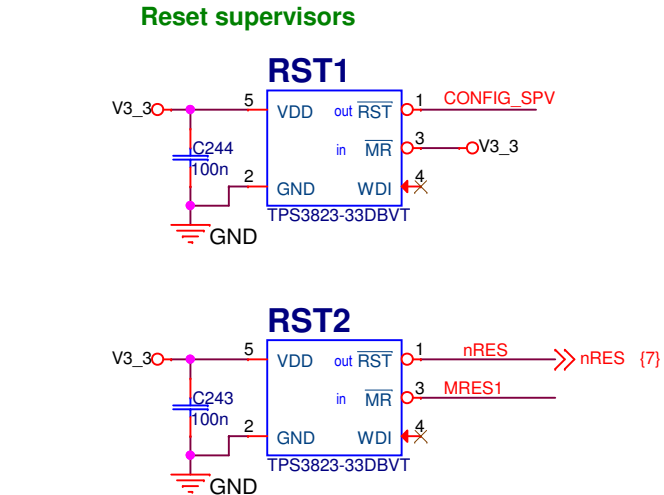 Reset supervisors
RST1
V3_3 5 VDD out RST 1 CONFIG_SPV
C244
100n
in MR 3 V3_3
2 GND WDI 4
TPS3823-33DBVT
GND
RST2
V3_3 5 VDD out RST 1 nRES nRES {7}
C243
100n
in MR 3 MRES1
2 GND WDI 4
TPS3823-33DBVT
GND